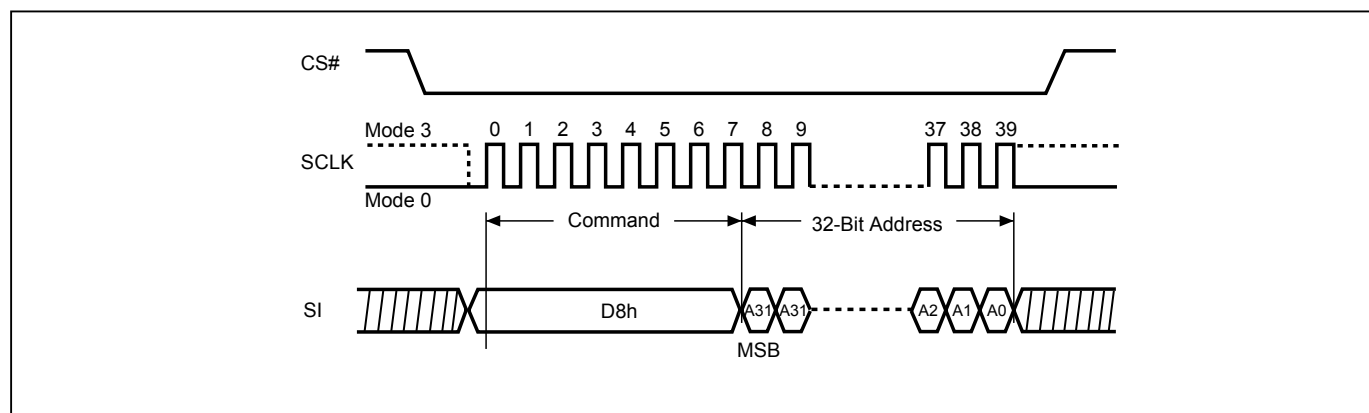 CS#
Mode 3
0 1 2 3 4 5 6 7 8 9 37 38 39
SCLK
Mode 0
Command
32-Bit Address
SI
D8h
A31 A31 A2 A1 A0
MSB